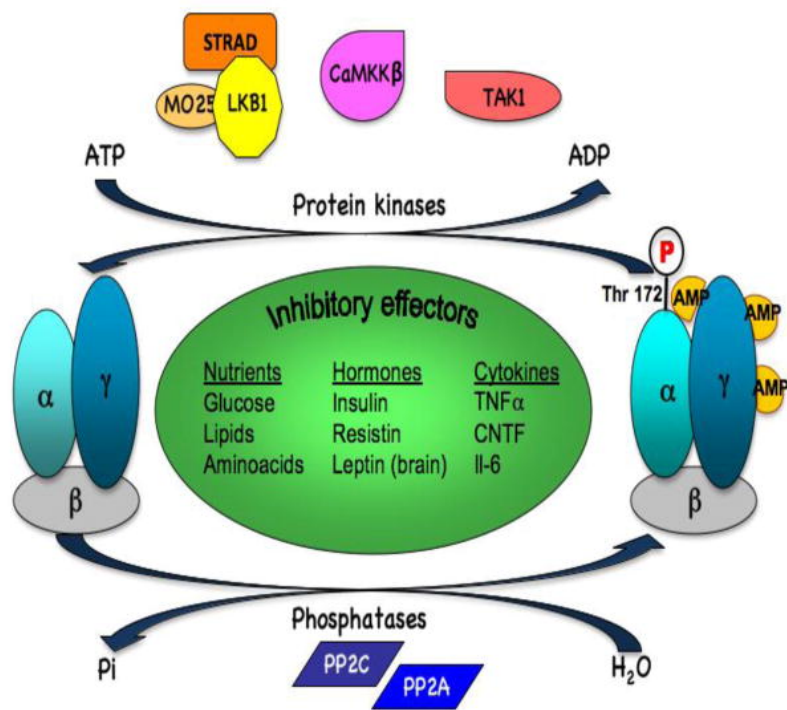 STRAD
MO25
LKB1
CaMKKβ
TAK1
ATP
ADP
Protein kinases
P
Thr 172
AMP
AMP
AMP
α
γ
β
Inhibitory effectors
Nutrients Hormones Cytokines
Glucose Insulin TNFα
Lipids Resistin CNTF
Aminoacids Leptin (brain) Il-6
α
γ
β
Phosphatases
Pi
H₂O
PP2C
PP2A